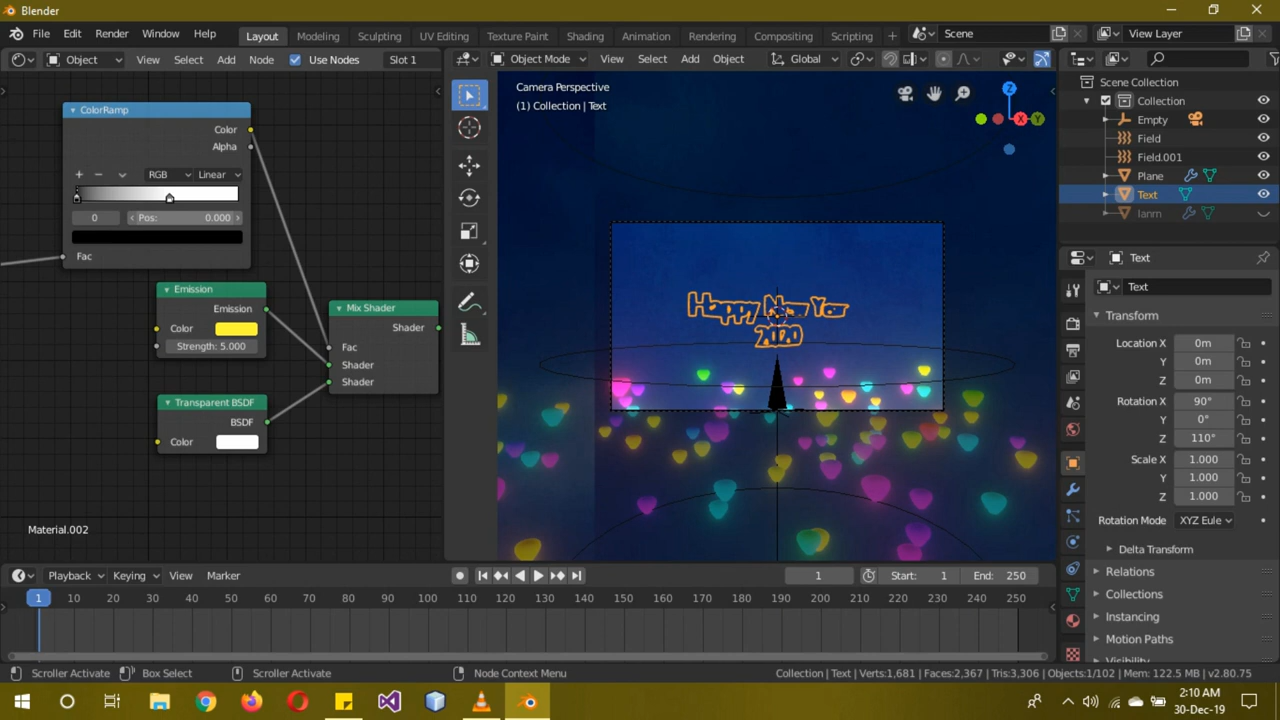 Blender
File Edit Render Window Help Layout Modeling Sculpting UV Editing Texture Paint Shading Animation Rendering Compositing Scripting + Scene View Layer
Object View Select Add Node Use Nodes Slot 1 Object Mode View Select Add Object Global
Camera Perspective
(1) Collection | Text
Scene Collection
Collection
Empty
Field
Field.001
Plane
Text
Ianm
ColorRamp
Color
Alpha
RGB Linear
0 Pos: 0.000
Fac
Emission
Emission
Color
Strength: 5.000
Mix Shader
Shader
Fac
Shader
Shader
Transparent BSDF
BSDF
Color
Material.002
Z
X Y
Happy New Year
2020
Text
Text
Transform
Location X 0m
Y 0m
Z 0m
Rotation X 90°
Y 0°
Z 110°
Scale X 1.000
Y 1.000
Z 1.000
Rotation Mode XYZ Eule
Delta Transform
Relations
Collections
Instancing
Motion Paths
Playback Keying View Marker 1 Start: 1 End: 250
1 10 20 30 40 50 60 70 80 90 100 110 120 130 140 150 160 170 180 190 200 210 220 230 240 250
Scroller Activate Box Select Scroller Activate Node Context Menu Collection | Text | Verts:1,681 | Faces:2,367 | Tris:3,306 | Objects:1/102 | Mem: 122.5 MB | v2.80.75
2:10 AM
30-Dec-19